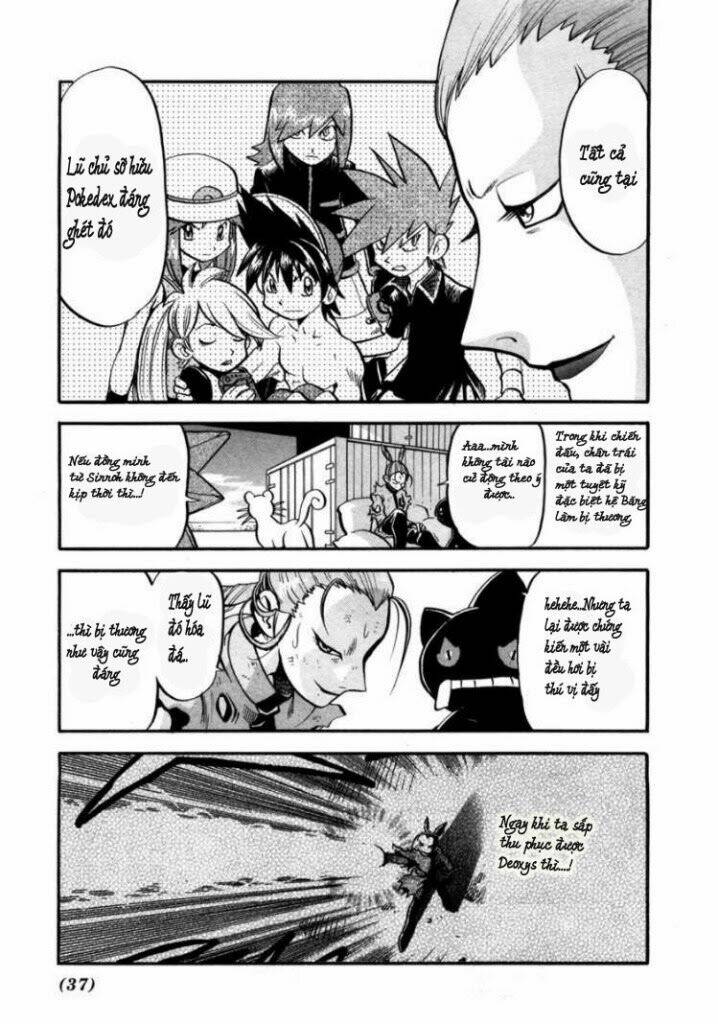 Tất cả
cũng tại
Lũ chủ sở hữu
Pokedex đáng
ghét đó
Trong khi chiến
đấu, chân trái
của ta đã bị
một tuyệt kỹ
đặc biệt hệ Băng
làm bị thương,
Aaa...mình
không tài nào
cử động theo ý
được..
Nếu đồng minh
từ Sinnoh không đến
kịp thời thì...!
hehehe...Nhưng ta
lại được chứng
kiến một vài
đều hơi bị
thú vị đấy
Thấy lũ
đó hóa
đá..
...thì bị thương
như vậy cũng
đáng
Ngay khi ta sắp
thu phục được
Deoxys thì....!
(37)